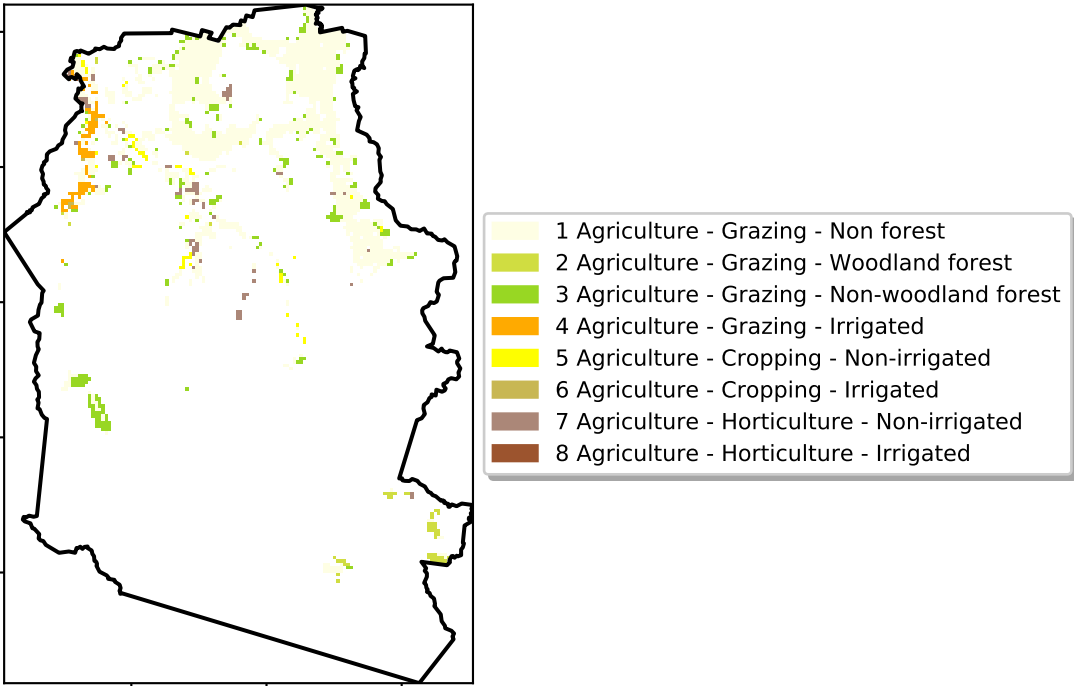 1 Agriculture - Grazing - Non forest
2 Agriculture - Grazing - Woodland forest
3 Agriculture - Grazing - Non-woodland forest
4 Agriculture - Grazing - Irrigated
5 Agriculture - Cropping - Non-irrigated
6 Agriculture - Cropping - Irrigated
7 Agriculture - Horticulture - Non-irrigated
8 Agriculture - Horticulture - Irrigated